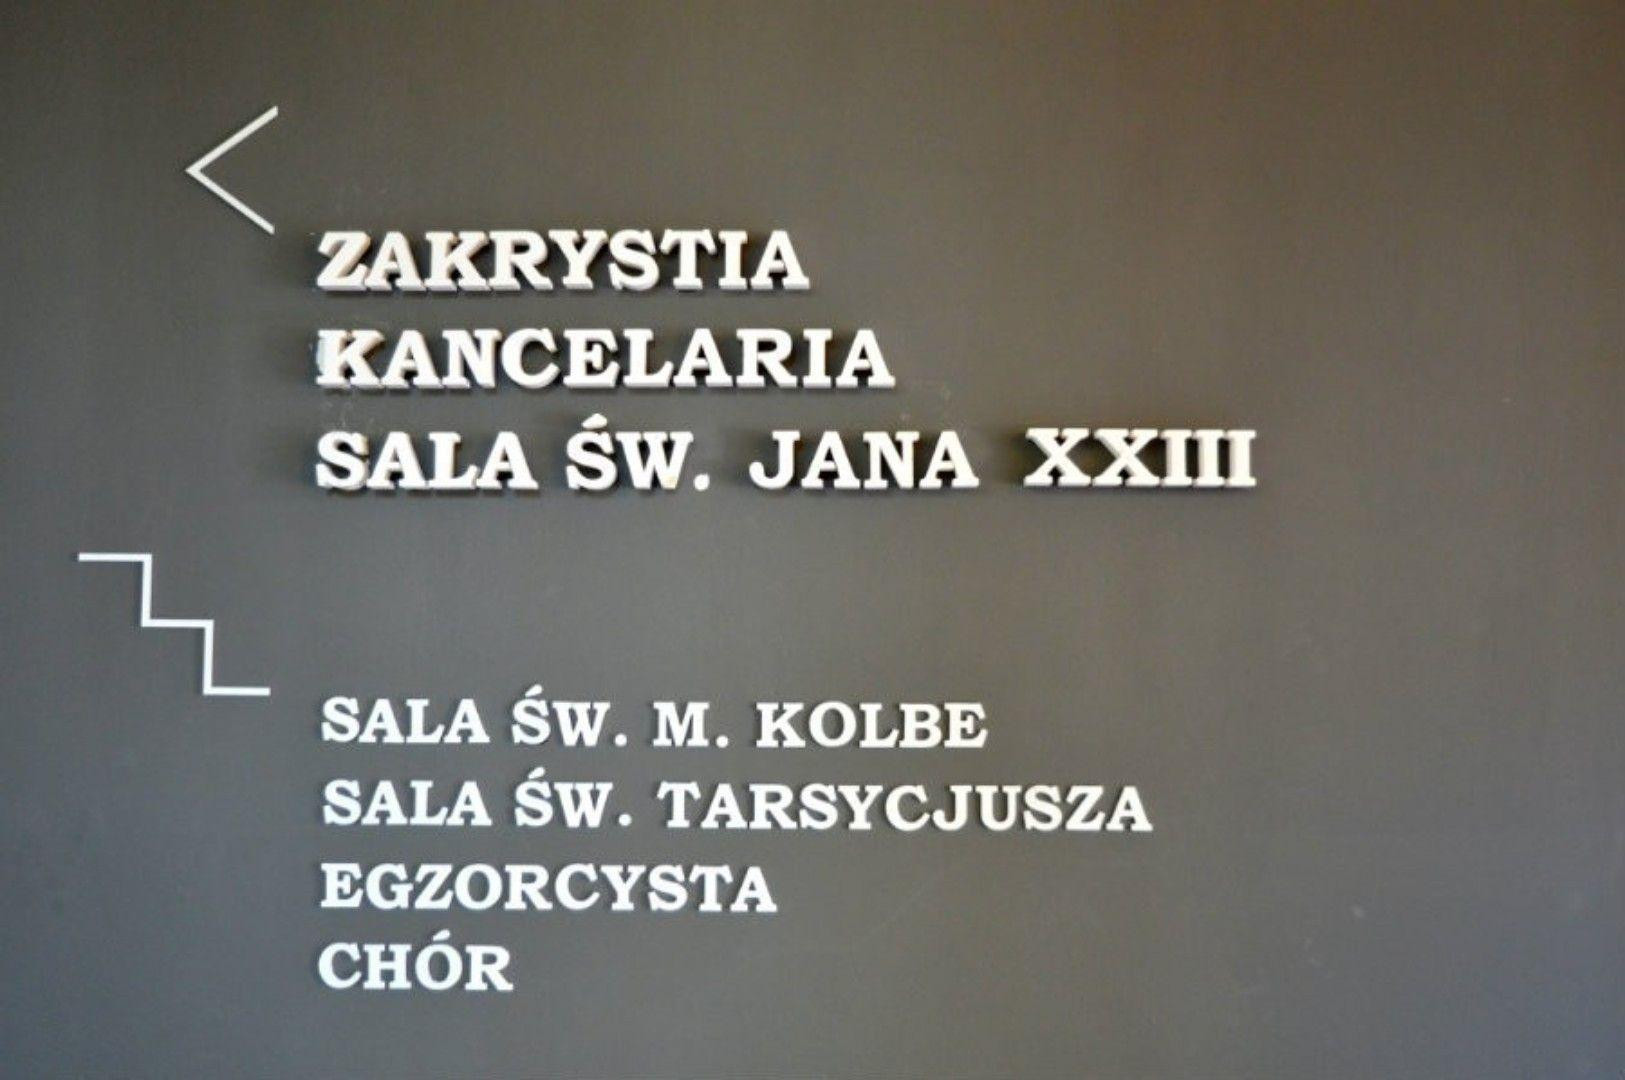 ZAKRYSTIA
KANCELARIA
SALA ŚW. JANA XXIII
SALA ŚW. M. KOLBE
SALA ŚW. TARSYCJUSZA
EGZORCYSTA
CHÓR